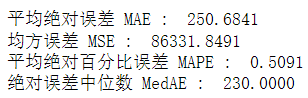 平均绝对误差 MAE : 250.6841
均方误差 MSE : 86331.8491
平均绝对百分比误差 MAPE : 0.5091
绝对误差中位数 MedAE : 230.0000